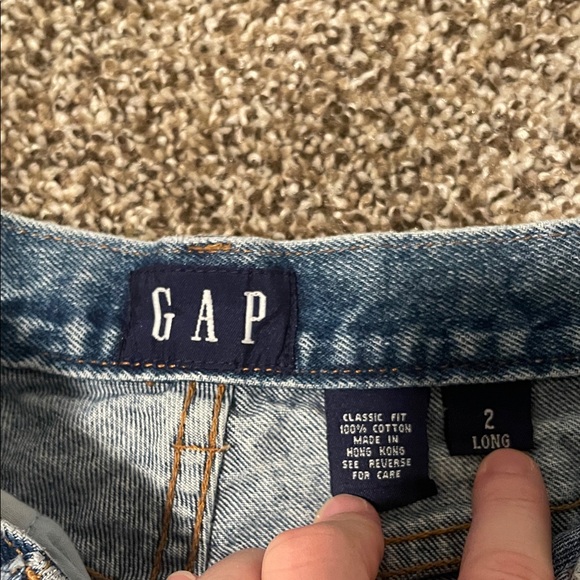 GAP
CLASSIC FIT
100% COTTON
MADE IN
HONG KONG
SEE REVERSE
FOR CARE
2
LONG